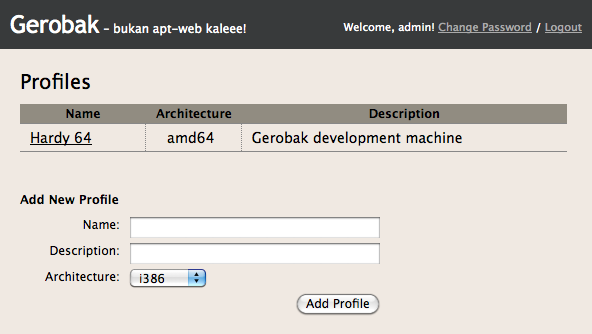 Gerobak - bukan apt-web kaleee!
Welcome, admin! Change Password / Logout
Profiles
Name Architecture Description
Hardy 64 amd64 Gerobak development machine
Add New Profile
Name:
Description:
Architecture: i386
Add Profile